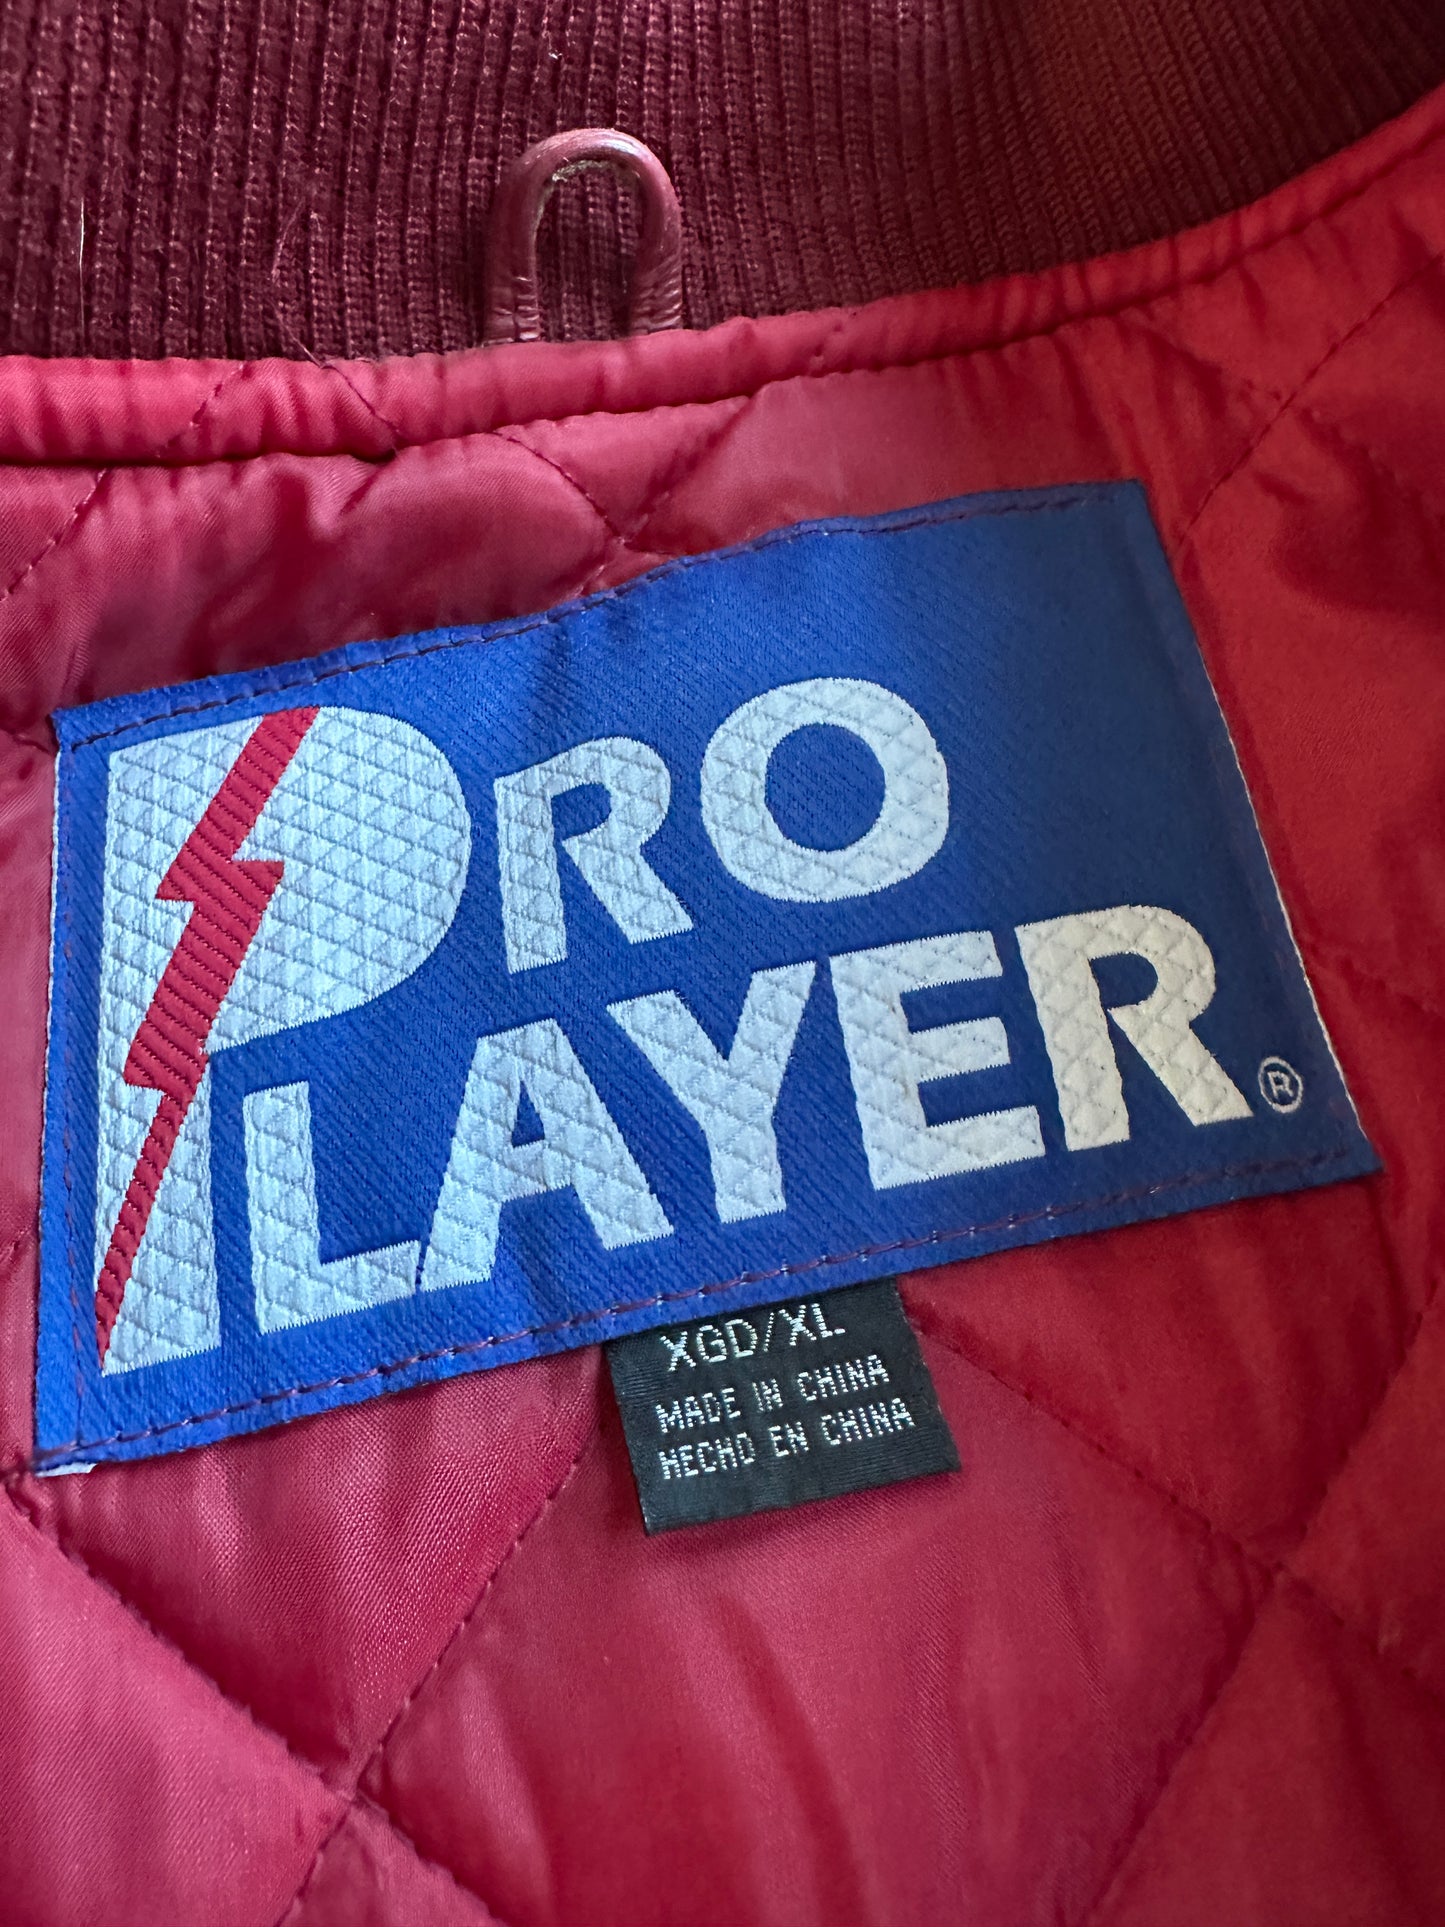 PRO
PLAYER®
XGD/XL
MADE IN CHINA
HECHO EN CHINA